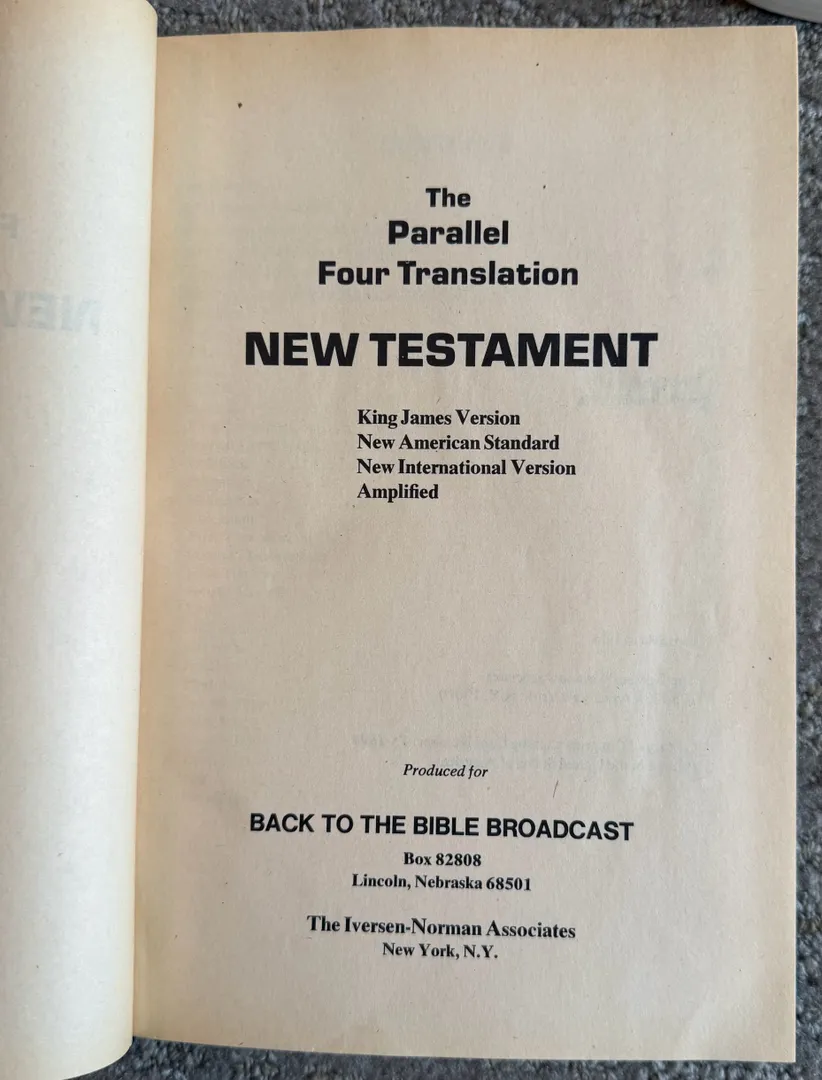 The
Parallel
Four Translation
NEW TESTAMENT
King James Version
New American Standard
New International Version
Amplified
Produced for
BACK TO THE BIBLE BROADCAST
Box 82808
Lincoln, Nebraska 68501
The Iversen-Norman Associates
New York, N.Y.